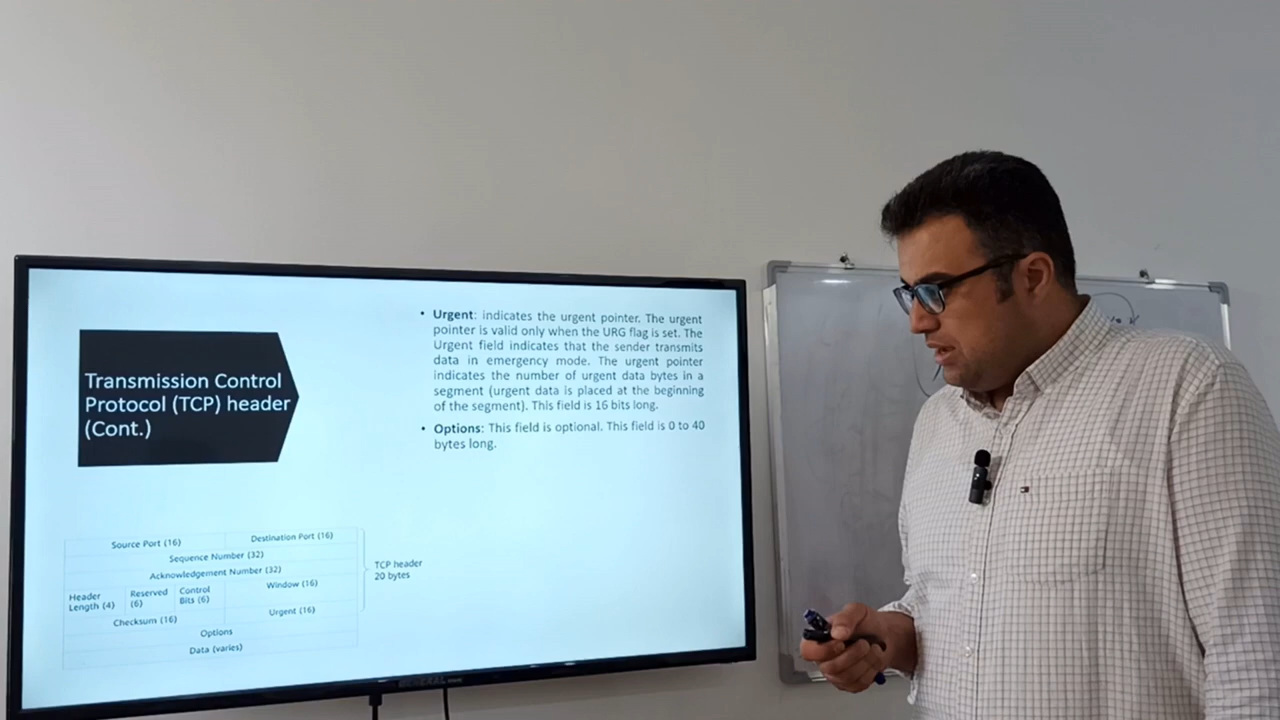 Transmission Control
Protocol (TCP) header
(Cont.)
• Urgent: indicates the urgent pointer. The urgent
pointer is valid only when the URG flag is set. The
Urgent field indicates that the sender transmits
data in emergency mode. The urgent pointer
indicates the number of urgent data bytes in a
segment (urgent data is placed at the beginning
of the segment). This field is 16 bits long.
• Options: This field is optional. This field is 0 to 40
bytes long.
Source Port (16)
Destination Port (16)
Sequence Number (32)
Acknowledgement Number (32)
Header
Length (4)
Reserved
(6)
Control
Bits (6)
Window (16)
Checksum (16)
Urgent (16)
Options
Data (varies)
TCP header
20 bytes